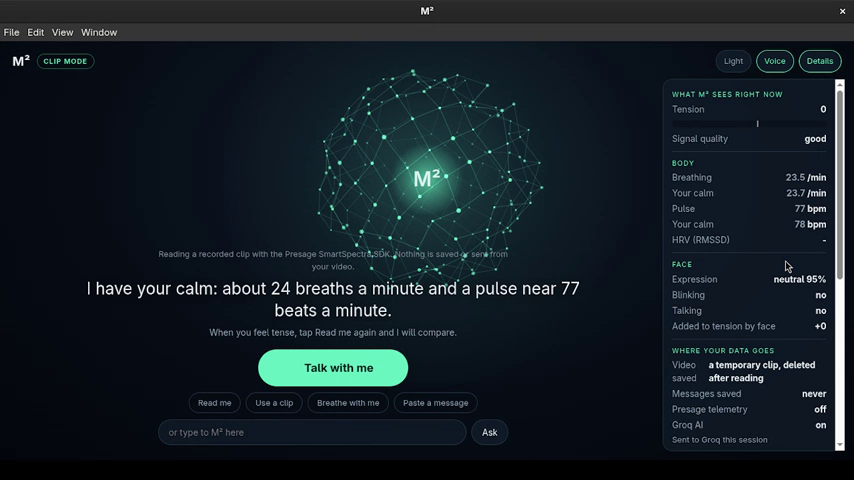 M²
File Edit View Window
M² CLIP MODE
Light Voice Details
M²
Reading a recorded clip with the Presage SmartSpectra SDK. Nothing is saved or sent from
your video.
I have your calm: about 24 breaths a minute and a pulse near 77
beats a minute.
When you feel tense, tap Read me again and I will compare.
Talk with me
Read me Use a clip Breathe with me Paste a message
or type to M² here Ask
WHAT M² SEES RIGHT NOW
Tension 0
Signal quality good
BODY
Breathing 23.5 /min
Your calm 23.7 /min
Pulse 77 bpm
Your calm 78 bpm
HRV (RMSSD) -
FACE
Expression neutral 95%
Blinking no
Talking no
Added to tension by face +0
WHERE YOUR DATA GOES
Video a temporary clip, deleted
saved after reading
Messages saved never
Presage telemetry off
Groq AI on
Sent to Groq this session